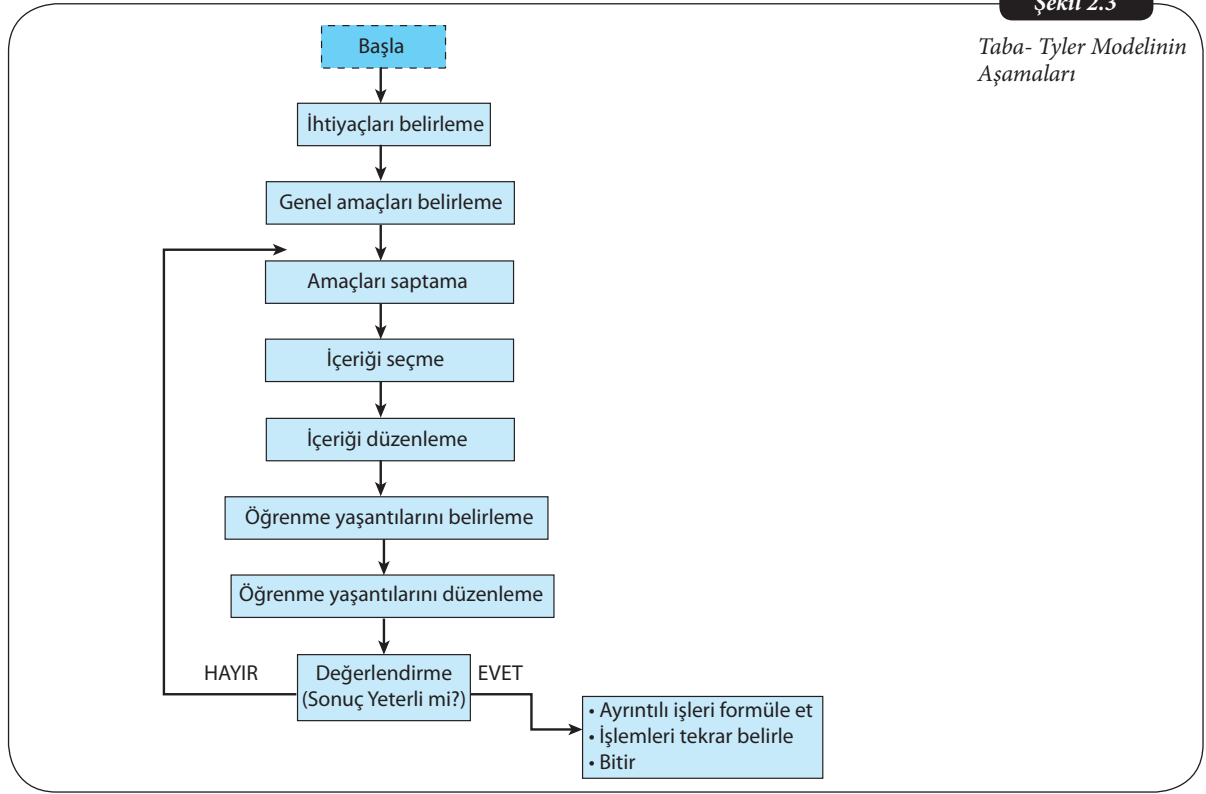 Şekil 2.3
Taba- Tyler Modelinin
Aşamaları
Başla
İhtiyaçları belirleme
Genel amaçları belirleme
Amaçları saptama
İçeriği seçme
İçeriği düzenleme
Öğrenme yaşantılarını belirleme
Öğrenme yaşantılarını düzenleme
HAYIR
Değerlendirme
(Sonuç Yeterli mi?)
EVET
• Ayrıntılı işleri formüle et
• İşlemleri tekrar belirle
• Bitir